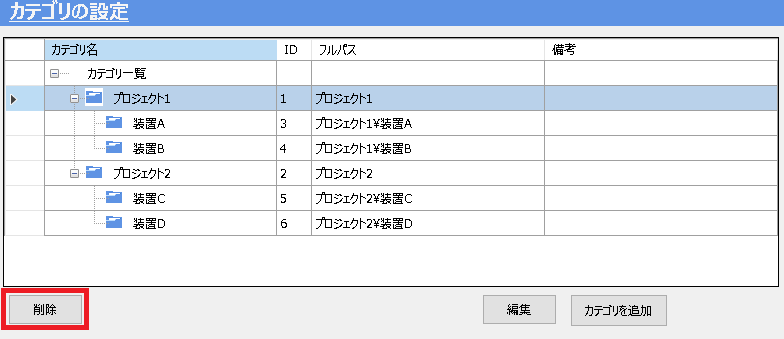 カテゴリの設定
カテゴリ名 ID フルパス 備考
カテゴリ一覧
プロジェクト1 1 プロジェクト1
装置A 3 プロジェクト1¥装置A
装置B 4 プロジェクト1¥装置B
プロジェクト2 2 プロジェクト2
装置C 5 プロジェクト2¥装置C
装置D 6 プロジェクト2¥装置D
削除 編集 カテゴリを追加